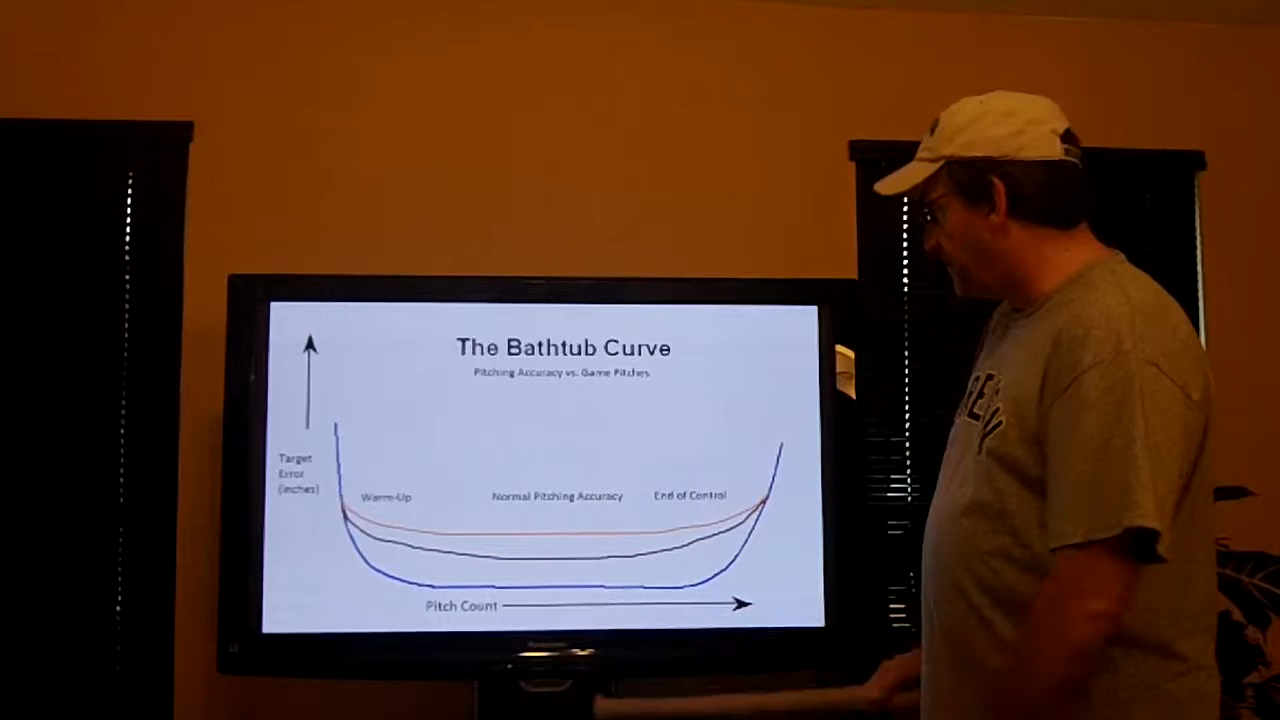 The Bathtub Curve
Pitching Accuracy vs. Game Pitches
Target
Error
(inches)
Warm-Up
Normal Pitching Accuracy
End of Control
Pitch Count
Panasonic